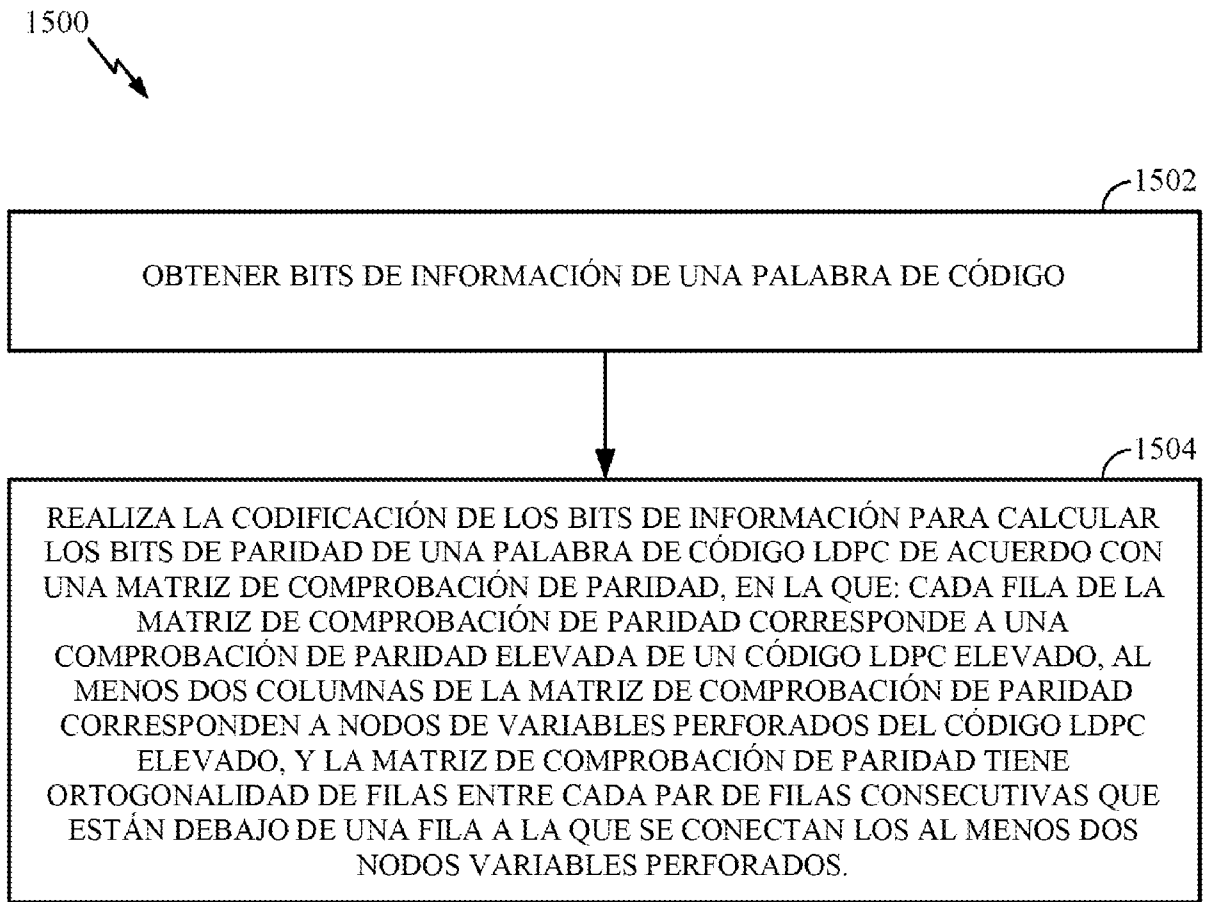 1500
1502
OBTENER BITS DE INFORMACIÓN DE UNA PALABRA DE CÓDIGO
1504
REALIZA LA CODIFICACIÓN DE LOS BITS DE INFORMACIÓN PARA CALCULAR
LOS BITS DE PARIDAD DE UNA PALABRA DE CÓDIGO LDPC DE ACUERDO CON
UNA MATRIZ DE COMPROBACIÓN DE PARIDAD, EN LA QUE: CADA FILA DE LA
MATRIZ DE COMPROBACIÓN DE PARIDAD CORRESPONDE A UNA
COMPROBACIÓN DE PARIDAD ELEVADA DE UN CÓDIGO LDPC ELEVADO, AL
MENOS DOS COLUMNAS DE LA MATRIZ DE COMPROBACIÓN DE PARIDAD
CORRESPONDEN A NODOS DE VARIABLES PERFORADOS DEL CÓDIGO LDPC
ELEVADO, Y LA MATRIZ DE COMPROBACIÓN DE PARIDAD TIENE
ORTOGONALIDAD DE FILAS ENTRE CADA PAR DE FILAS CONSECUTIVAS QUE
ESTÁN DEBAJO DE UNA FILA A LA QUE SE CONECTAN LOS AL MENOS DOS
NODOS VARIABLES PERFORADOS.